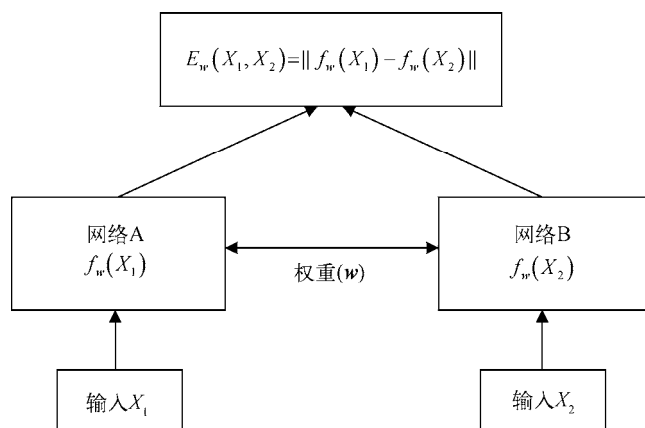 E_w(X_1, X_2)=|| f_w(X_1) − f_w(X_2) ||
网络A
f_w(X_1)
网络B
f_w(X_2)
权重(w)
输入X_1
输入X_2